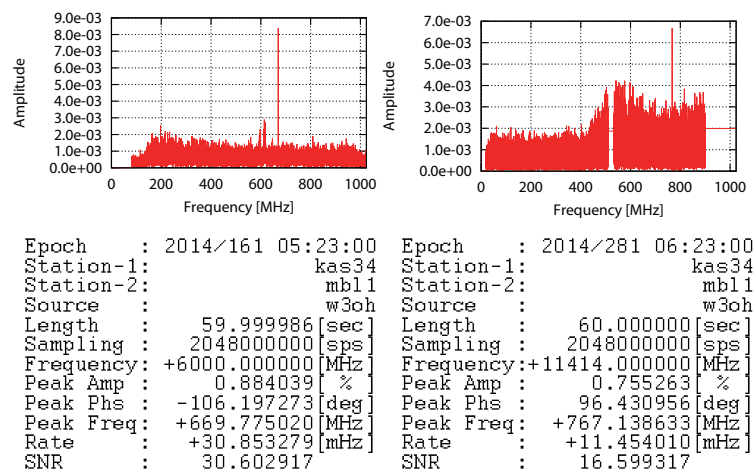 9.0e-03
8.0e-03
7.0e-03
6.0e-03
5.0e-03
4.0e-03
3.0e-03
2.0e-03
1.0e-03
0.0e+00
Amplitude
0 200 400 600 800 1000
Frequency [MHz]
7.0e-03
6.0e-03
5.0e-03
4.0e-03
3.0e-03
2.0e-03
1.0e-03
0.0e+00
Amplitude
0 200 400 600 800 1000
Frequency [MHz]
Epoch : 2014/161 05:23:00
Station-1: kas34
Station-2: mbl1
Source : w3oh
Length : 59.999986[sec]
Sampling : 2048000000[sps]
Frequency: +6000.000000[MHz]
Peak Amp : 0.884039[ % ]
Peak Phs : -106.197273[deg]
Peak Freq: +669.775020[MHz]
Rate : +30.853279[mHz]
SNR : 30.602917
Epoch : 2014/281 06:23:00
Station-1: kas34
Station-2: mbl1
Source : w3oh
Length : 60.000000[sec]
Sampling : 2048000000[sps]
Frequency:+11414.000000[MHz]
Peak Amp : 0.755263[ % ]
Peak Phs : 96.430956[deg]
Peak Freq: +767.138633[MHz]
Rate : +11.454010[mHz]
SNR : 16.599317